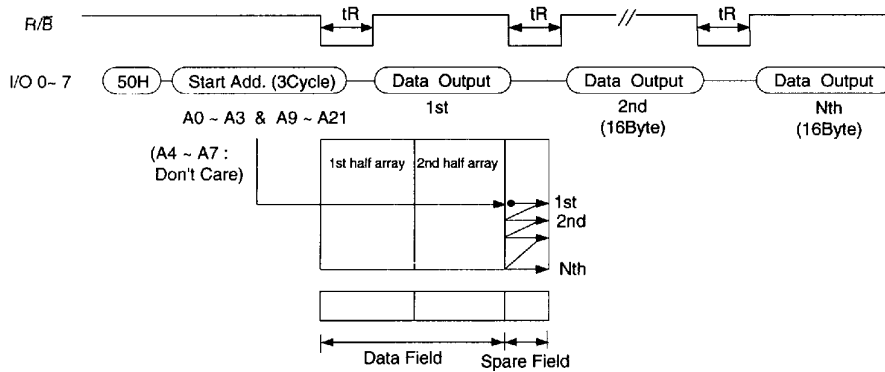 tR tR tR
R/B̅
I/O 0~ 7 50H Start Add. (3Cycle) Data Output Data Output Data Output
1st 2nd Nth
(16Byte) (16Byte)
A0 ~ A3 & A9 ~ A21
(A4 ~ A7 :
Don't Care)
1st half array 2nd half array
1st
2nd
Nth
Data Field Spare Field